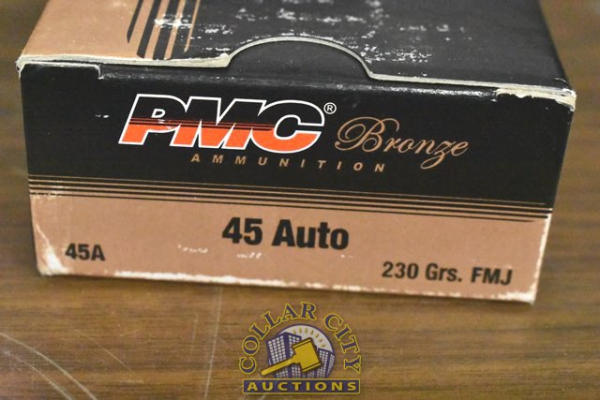 PMC® Bronze
AMMUNITION
45 Auto
45A
230 Grs. FMJ
COLLAR CITY
AUCTIONS